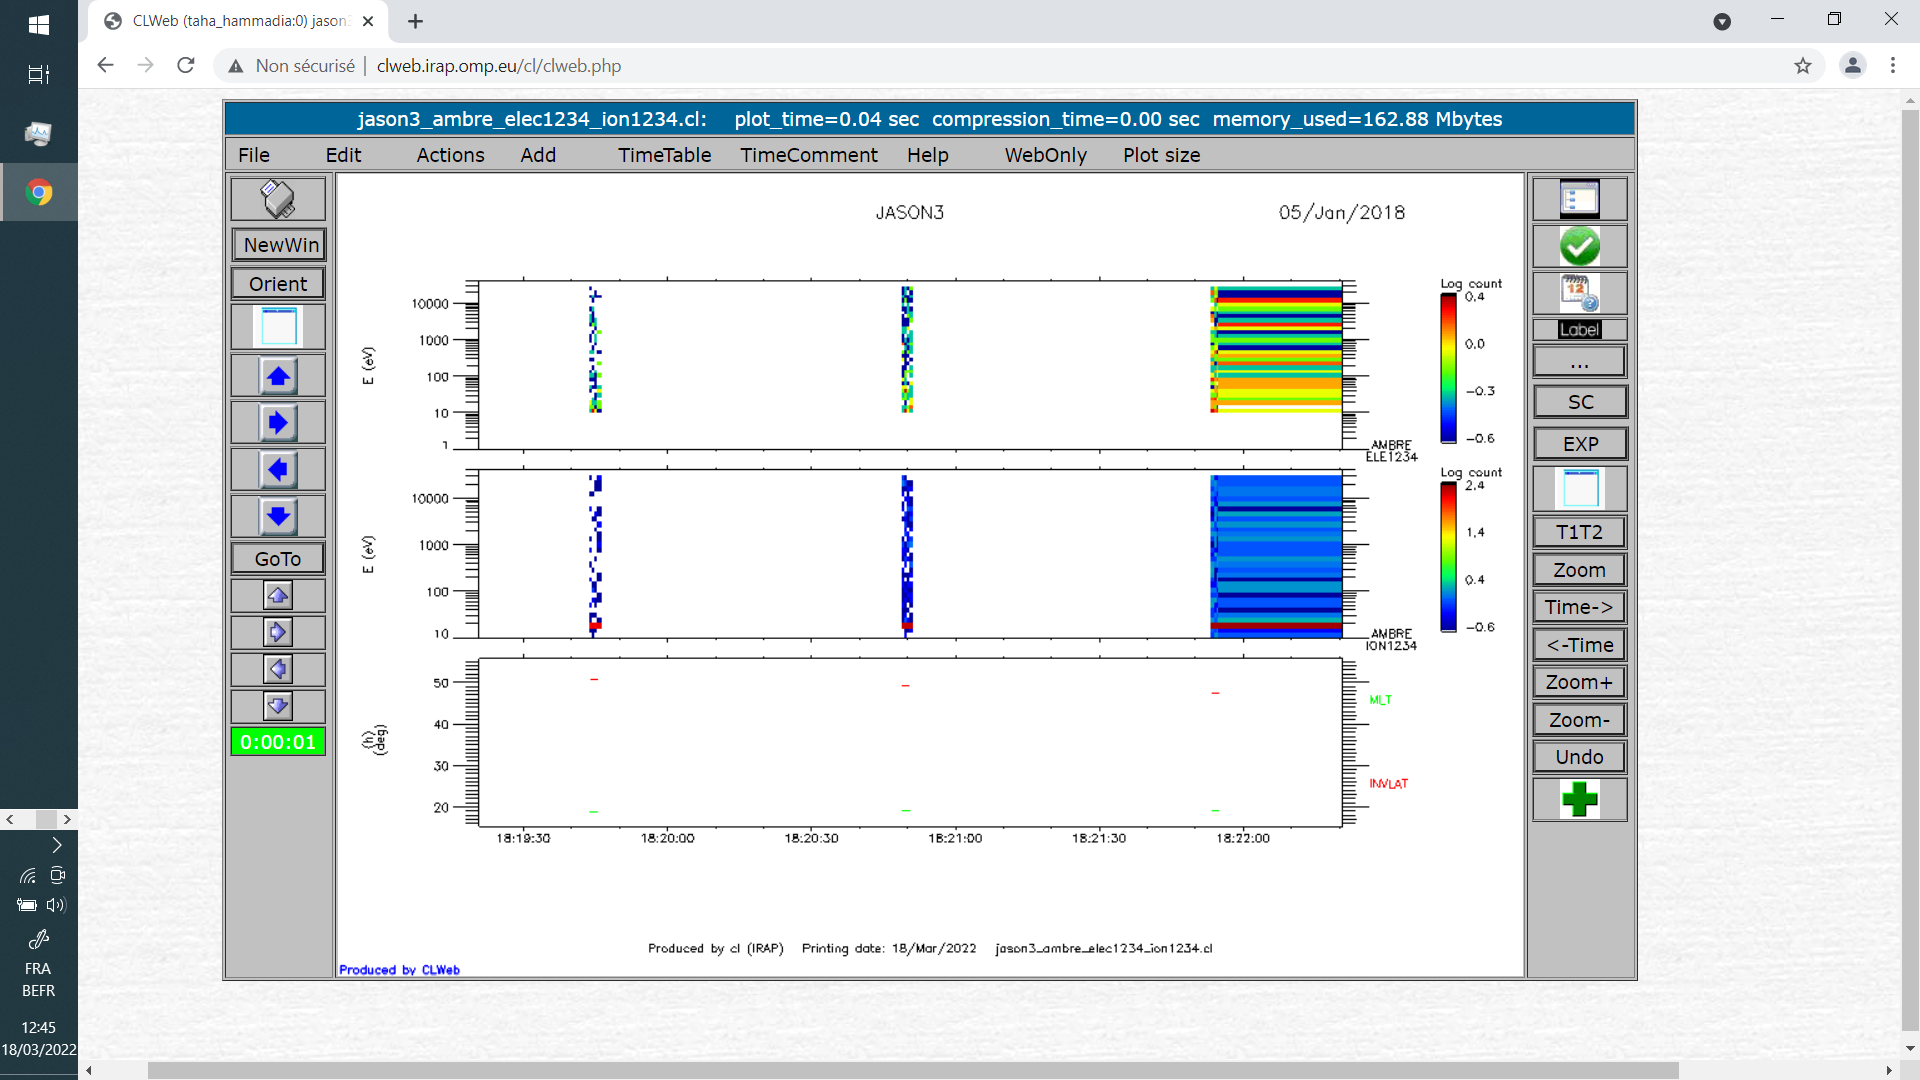 CLWeb (taha_hammadia:0) jason3
Non sécurisé | clweb.irap.omp.eu/cl/clweb.php
jason3_ambre_elec1234_ion1234.cl: plot_time=0.04 sec compression_time=0.00 sec memory_used=162.88 Mbytes
File Edit Actions Add TimeTable TimeComment Help WebOnly Plot size
NewWin
Orient
GoTo
0:00:01
JASON3 05/Jan/2018
Log count
0.4
0.0
-0.3
-0.6
E (eV)
10000
1000
100
10
1
AMBRE
ELE1234
Log count
2.4
1.4
0.4
-0.6
E (eV)
10000
1000
100
10
AMBRE
ION1234
(h)
(deg)
50
40
30
20
MLT
INVLAT
18:19:30 18:20:00 18:20:30 18:21:00 18:21:30 18:22:00
Produced by cl (IRAP) Printing date: 18/Mar/2022 jason3_ambre_elec1234_ion1234.cl
Produced by CLWeb
12
Label
...
SC
EXP
T1T2
Zoom
Time->
<-Time
Zoom+
Zoom-
Undo
FRA
BEFR
12:45
18/03/2022